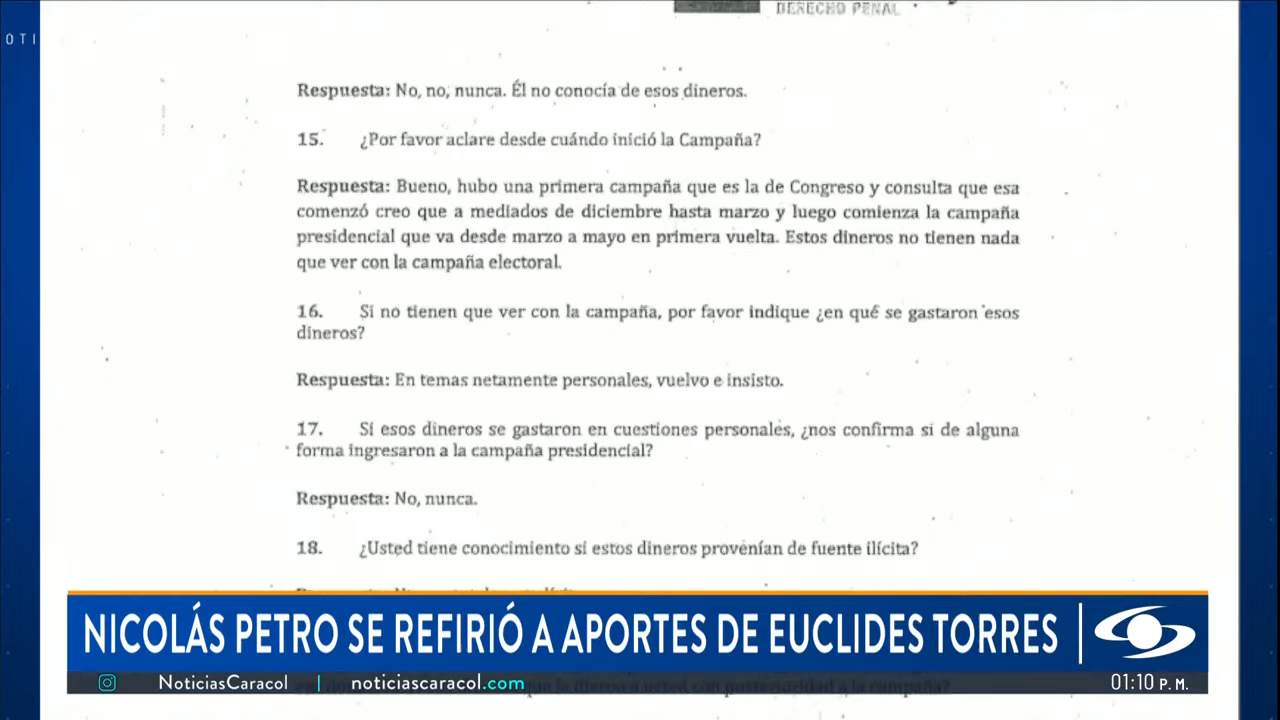 DERECHO PENAL
OTI
Respuesta: No, no, nunca. Él no conocía de esos dineros.
15. ¿Por favor aclare desde cuándo inició la Campaña?
Respuesta: Bueno, hubo una primera campaña que es la de Congreso y consulta que esa
comenzó creo que a mediados de diciembre hasta marzo y luego comienza la campaña
presidencial que va desde marzo a mayo en primera vuelta. Estos dineros no tienen nada
que ver con la campaña electoral.
16. Si no tienen que ver con la campaña, por favor indique ¿en qué se gastaron esos
dineros?
Respuesta: En temas netamente personales, vuelvo e insisto.
17. Si esos dineros se gastaron en cuestiones personales, ¿nos confirma si de alguna
forma ingresaron a la campaña presidencial?
Respuesta: No, nunca.
18. ¿Usted tiene conocimiento si estos dineros provenían de fuente ilícita?
NICOLÁS PETRO SE REFIRIÓ A APORTES DE EUCLIDES TORRES
NoticiasCaracol | noticiascaracol.com
01:10 P.M.